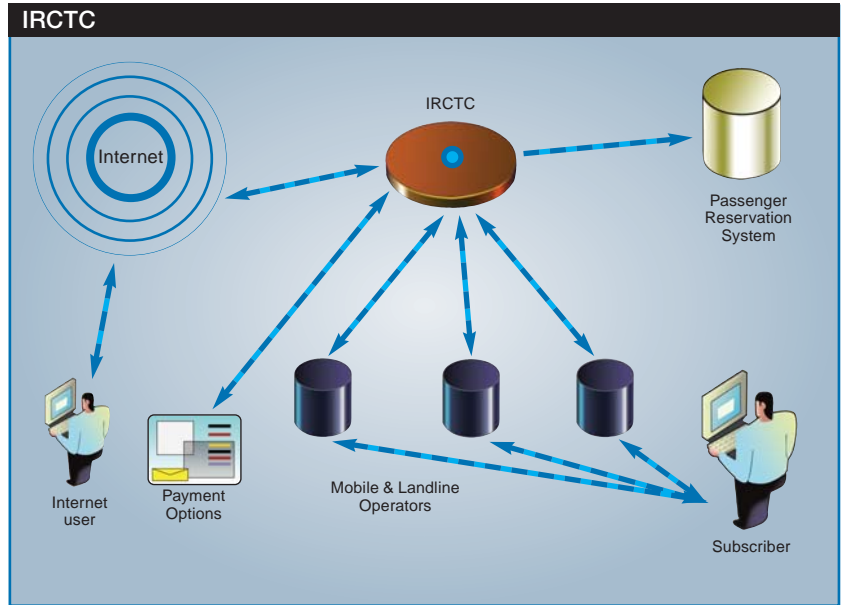 IRCTC
IRCTC
Internet
Passenger
Reservation
System
Internet
user
Payment
Options
Mobile & Landline
Operators
Subscriber